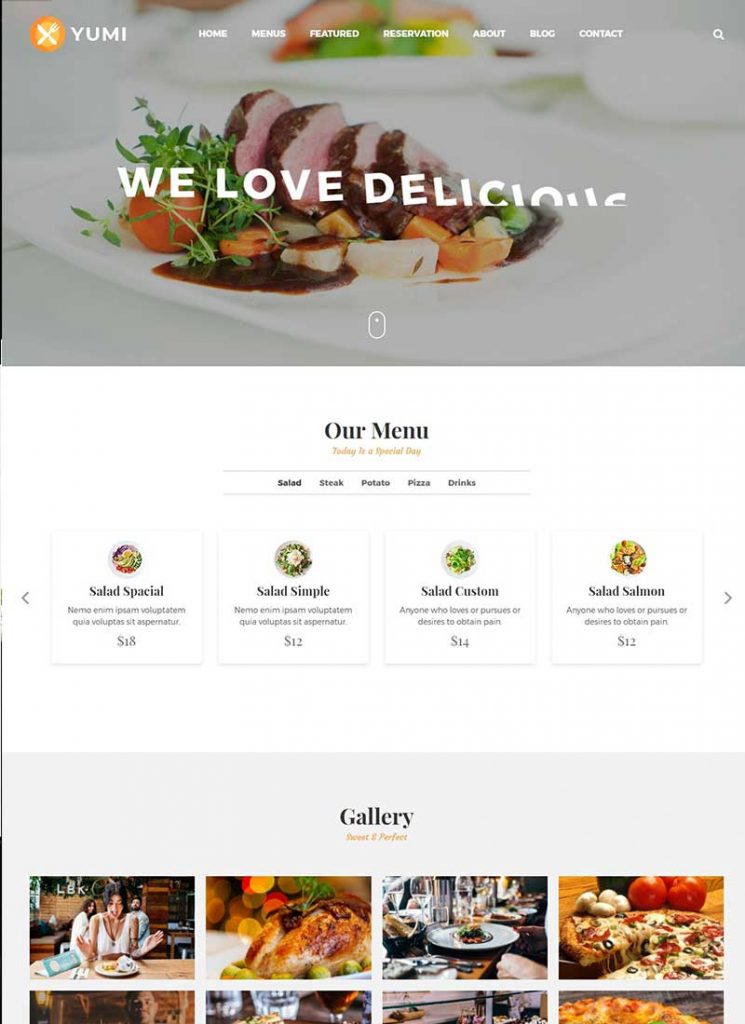 YUMI
HOME MENUS FEATURED RESERVATION ABOUT BLOG CONTACT
WE LOVE DELICIOUS
Our Menu
Today Is a Special Day
Salad Steak Potato Pizza Drinks
Salad Spacial
Nemo enim ipsam voluptatem
quia voluptas sit aspernatur.
$18
Salad Simple
Nemo enim ipsam voluptatem
quia voluptas sit aspernatur.
$12
Salad Custom
Anyone who loves or pursues or
desires to obtain pain.
$14
Salad Salmon
Anyone who loves or pursues or
desires to obtain pain.
$12
Gallery
Sweet & Perfect
LBK